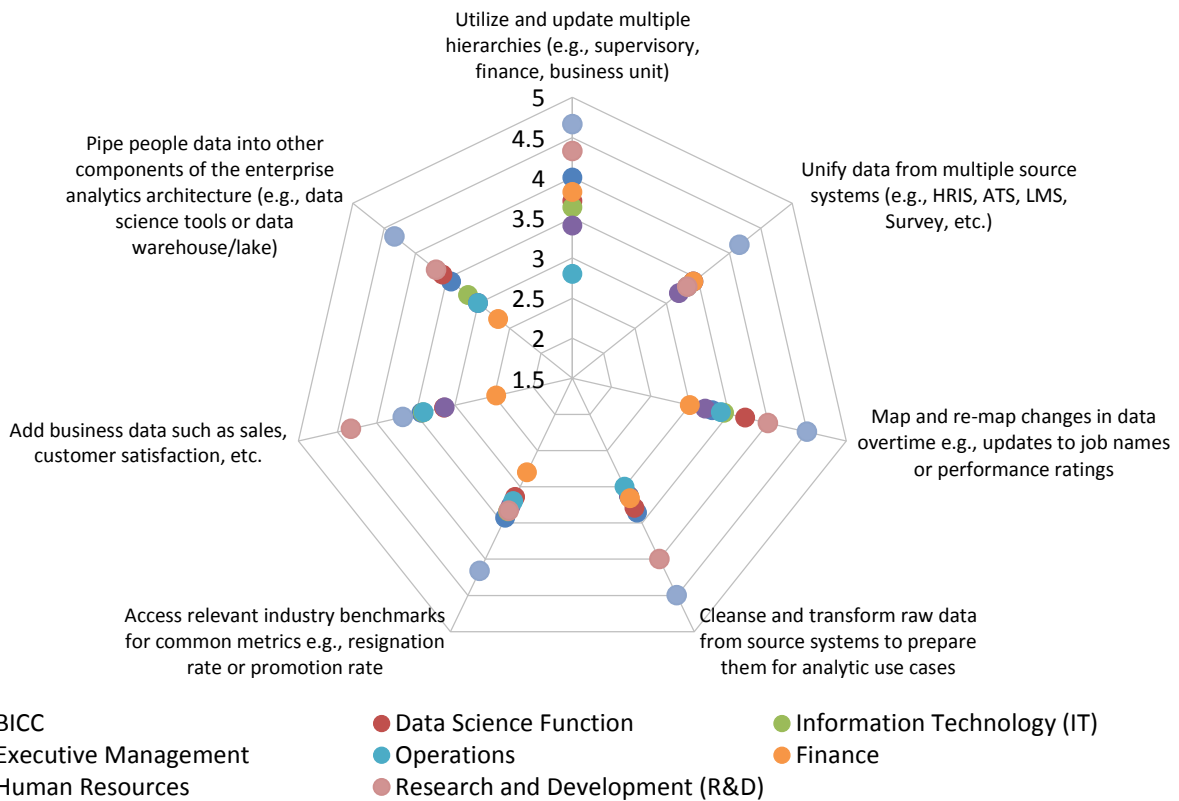 Utilize and update multiple
hierarchies (e.g., supervisory,
finance, business unit)
Pipe people data into other
components of the enterprise
analytics architecture (e.g., data
science tools or data
warehouse/lake)
Unify data from multiple source
systems (e.g., HRIS, ATS, LMS,
Survey, etc.)
5
4.5
4
3.5
3
2.5
2
1.5
Add business data such as sales,
customer satisfaction, etc.
Map and re-map changes in data
overtime e.g., updates to job names
or performance ratings
Access relevant industry benchmarks
for common metrics e.g., resignation
rate or promotion rate
Cleanse and transform raw data
from source systems to prepare
them for analytic use cases
BICC
Data Science Function
Information Technology (IT)
Executive Management
Operations
Finance
Human Resources
Research and Development (R&D)